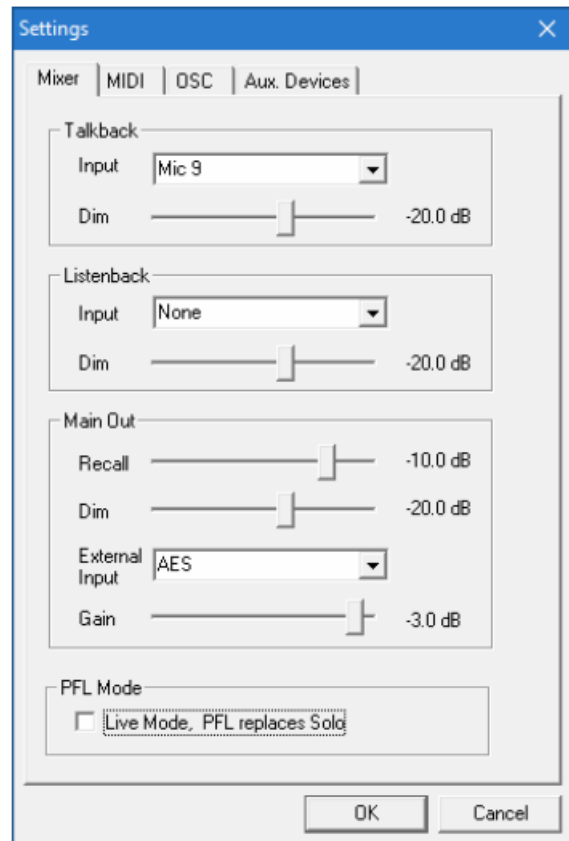 Settings
Mixer MIDI OSC Aux. Devices
Talkback
Input Mic 9
Dim -20.0 dB
Listenback
Input None
Dim -20.0 dB
Main Out
Recall -10.0 dB
Dim -20.0 dB
External
Input AES
Gain -3.0 dB
PFL Mode
Live Mode, PFL replaces Solo
OK Cancel